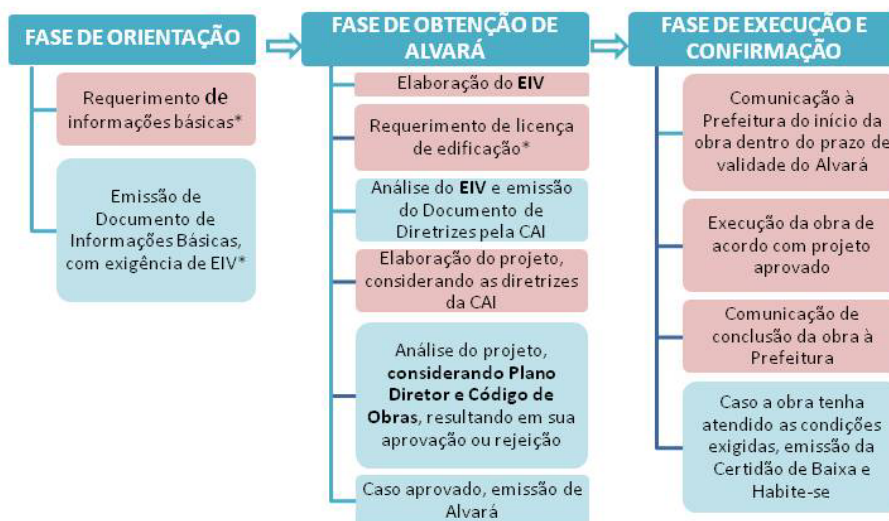 FASE DE ORIENTAÇÃO
Requerimento de
informações básicas*
Emissão de
Documento de
Informações Básicas,
com exigência de EIV*
FASE DE OBTENÇÃO DE
ALVARÁ
Elaboração do EIV
Requerimento de licença
de edificação*
Análise do EIV e emissão
do Documento de
Diretrizes pela CAI
Elaboração do projeto,
considerando as diretrizes
da CAI
Análise do projeto,
considerando Plano
Diretor e Código de
Obras, resultando em sua
aprovação ou rejeição
Caso aprovado, emissão de
Alvará
FASE DE EXECUÇÃO E
CONFIRMAÇÃO
Comunicação à
Prefeitura do início da
obra dentro do prazo de
validade do Alvará
Execução da obra de
acordo com projeto
aprovado
Comunicação de
conclusão da obra à
Prefeitura
Caso a obra tenha
atendido as condições
exigidas, emissão da
Certidão de Baixa e
Habite-se